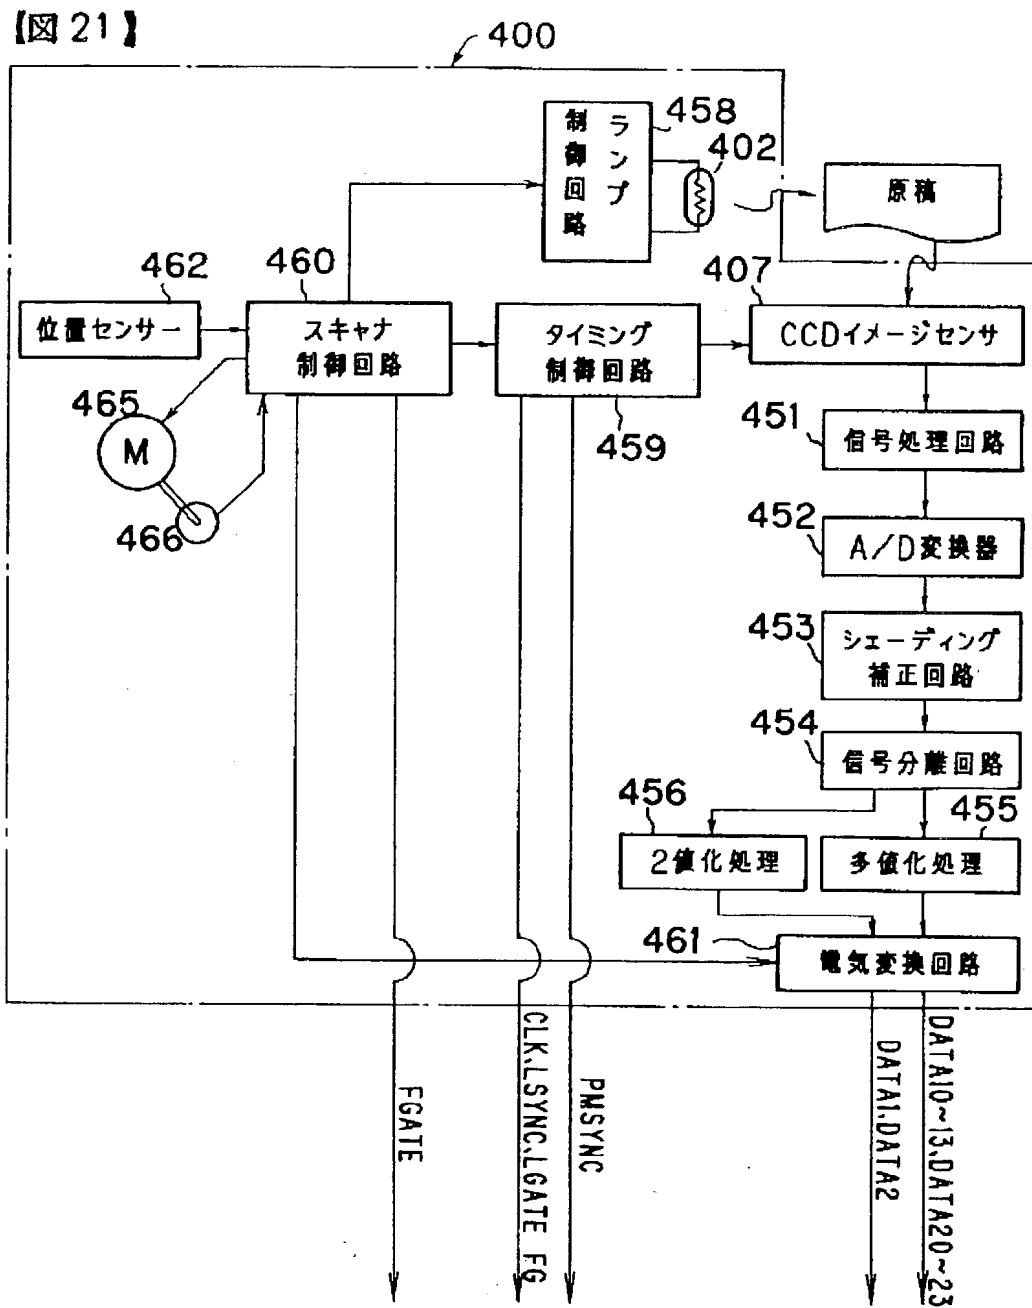 【図21】
400
458
ランプ
制御回路
402
原稿
462
460
407
位置センサー
スキャナ
制御回路
タイミング
制御回路
CCDイメージセンサ
465
M
459
451
信号処理回路
466
452
A/D変換器
453
シェーディング
補正回路
454
信号分離回路
456
455
2値化処理
多値化処理
461
電気変換回路
FGATE
CLK、LSYNC、LGATE FG
PMSYNC
DATA1、DATA2
DATA10~13、DATA20~23